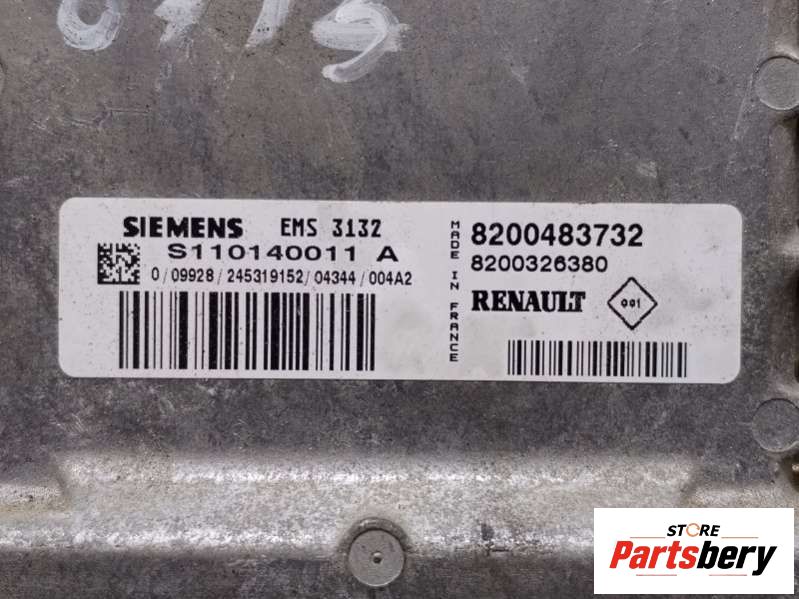 SIEMENS EMS 3132
S110140011 A
0/09928/245319152/04344/004A2
MADE IN FRANCE
8200483732
8200326380
RENAULT
001
STORE
Partsbery